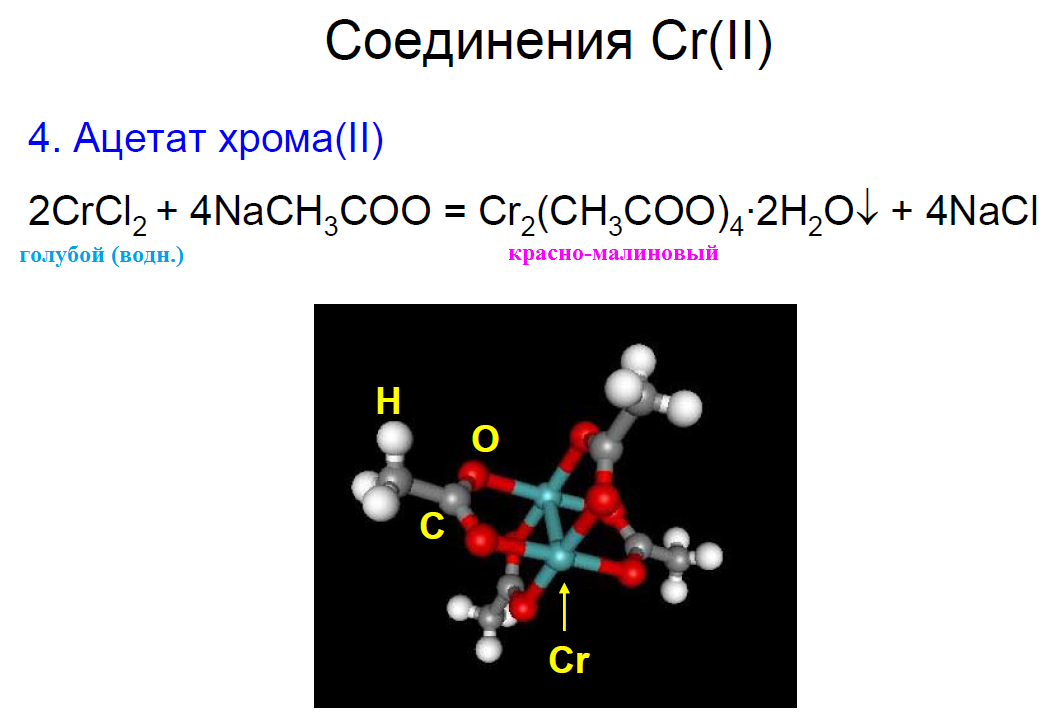 Соединения Cr(II)
4. Ацетат хрома(II)
2CrCl₂ + 4NaCH₃COO = Cr₂(CH₃COO)₄·2H₂O↓ + 4NaCl
голубой (водн.) красно-малиновый
H
O
C
Cr